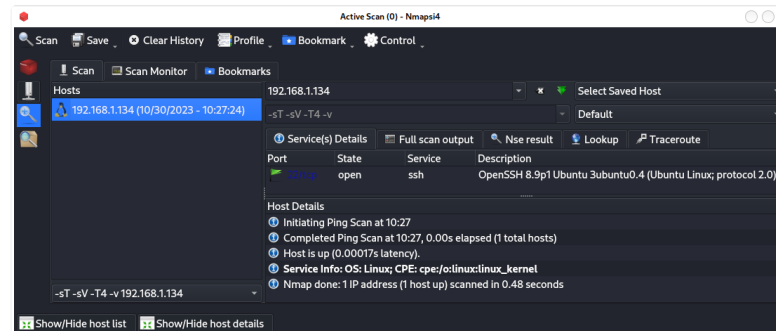 Active Scan (0) - Nmapsi4
Scan Save Clear History Profile Bookmark Control
Scan Scan Monitor Bookmarks
Hosts
192.168.1.134 (10/30/2023 - 10:27:24)
-sT -sV -T4 -v 192.168.1.134
192.168.1.134 Select Saved Host
-sT -sV -T4 -v Default
Service(s) Details Full scan output Nse result Lookup Traceroute
Port State Service Description
open ssh OpenSSH 8.9p1 Ubuntu 3ubuntu0.4 (Ubuntu Linux; protocol 2.0)
Host Details
Initiating Ping Scan at 10:27
Completed Ping Scan at 10:27, 0.00s elapsed (1 total hosts)
Host is up (0.00017s latency).
Service Info: OS: Linux; CPE: cpe:/o:linux:linux_kernel
Nmap done: 1 IP address (1 host up) scanned in 0.48 seconds
Show/Hide host list Show/Hide host details